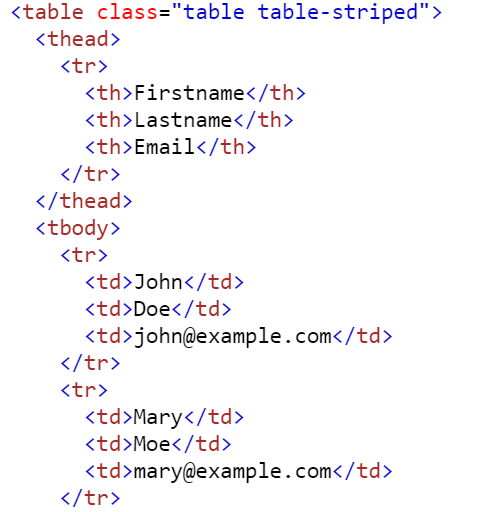 <table class="table table-striped">
  <thead>
    <tr>
      <th>Firstname</th>
      <th>Lastname</th>
      <th>Email</th>
    </tr>
  </thead>
  <tbody>
    <tr>
      <td>John</td>
      <td>Doe</td>
      <td>john@example.com</td>
    </tr>
    <tr>
      <td>Mary</td>
      <td>Moe</td>
      <td>mary@example.com</td>
    </tr>